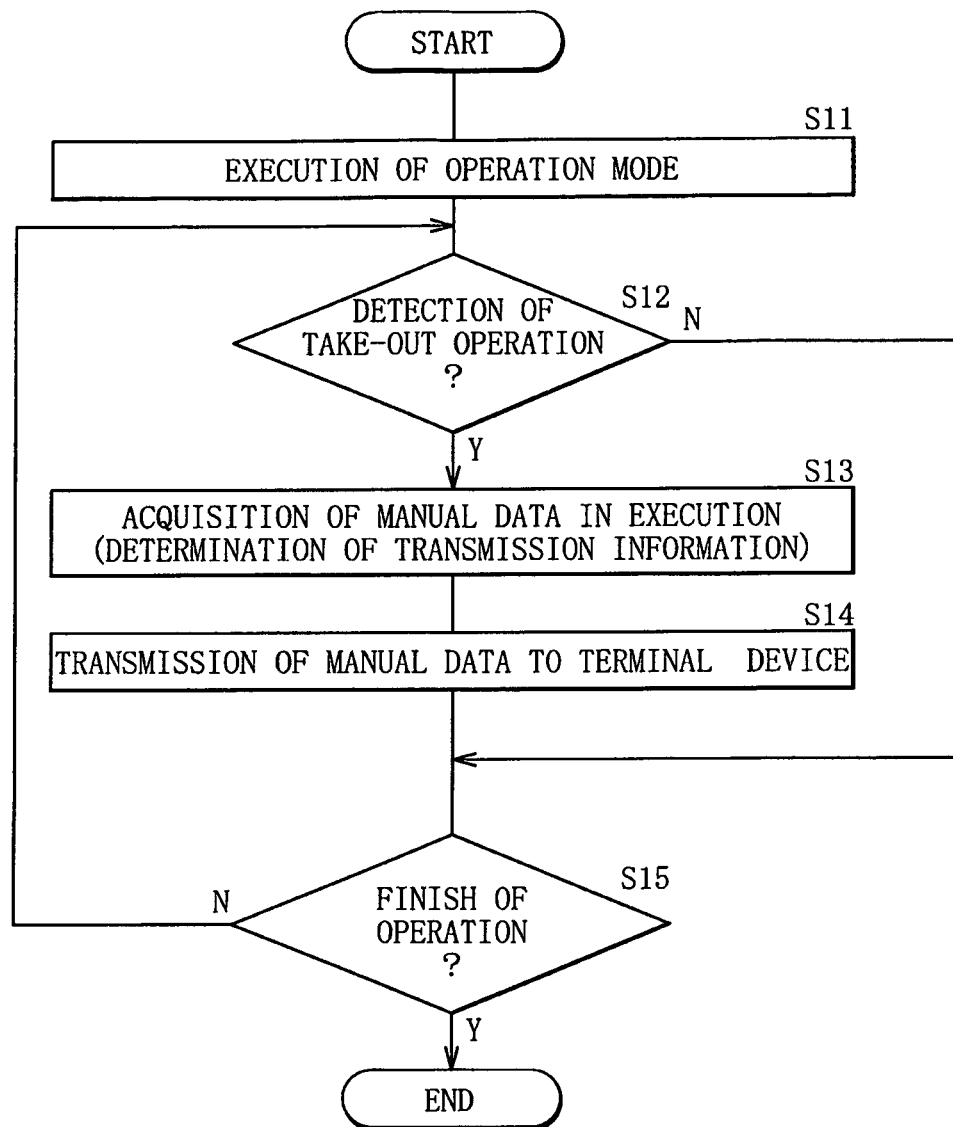 START
S11
EXECUTION OF OPERATION MODE
S12
DETECTION OF
TAKE-OUT OPERATION
?
N
Y
S13
ACQUISITION OF MANUAL DATA IN EXECUTION
(DETERMINATION OF TRANSMISSION INFORMATION)
S14
TRANSMISSION OF MANUAL DATA TO TERMINAL DEVICE
S15
N
FINISH OF
OPERATION
?
Y
END